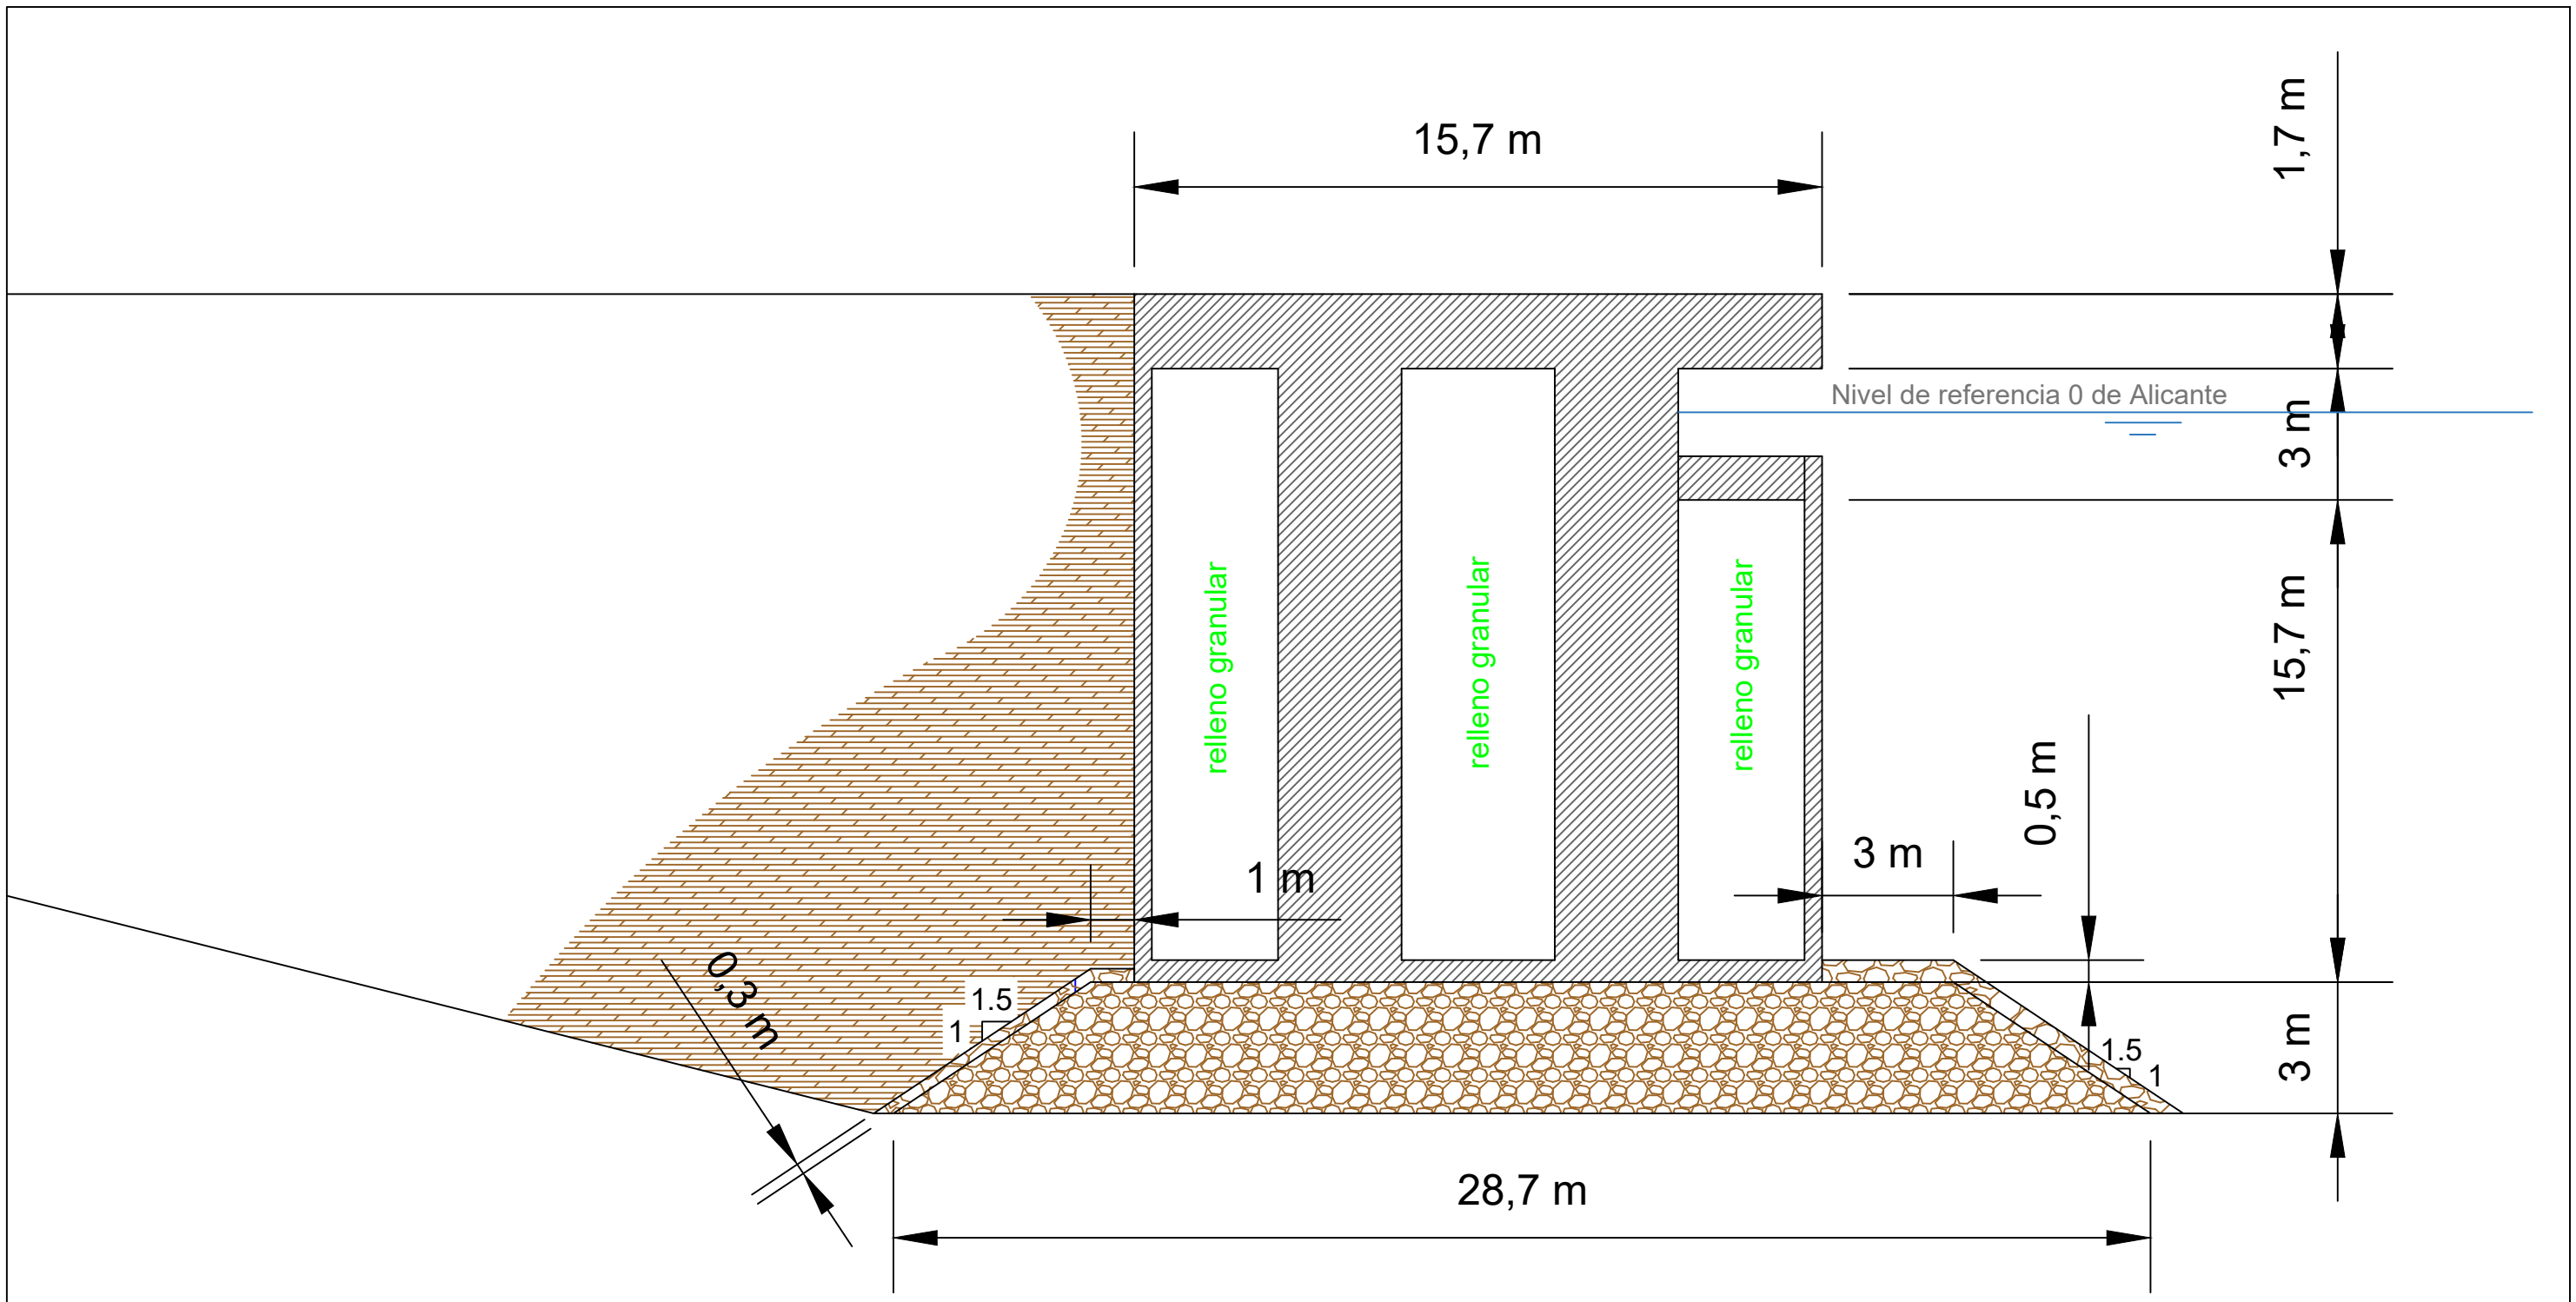 1,7 m
15,7 m
Nivel de referencia 0 de Alicante
3 m
15,7 m
relleno granular
relleno granular
relleno granular
0,5 m
3 m
1 m
0,3 m
1.5
1
1.5
1
3 m
28,7 m